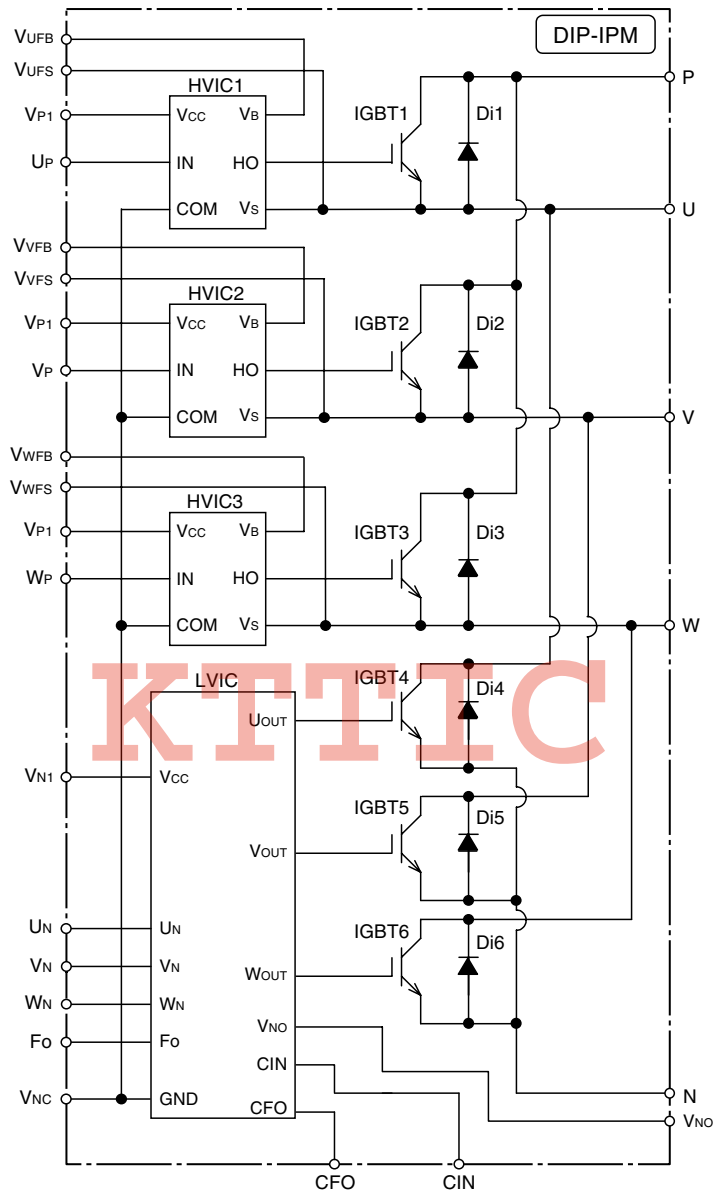 DIP-IPM
VUFB
VUFS
HVIC1
VP1
VCC
VB
IGBT1
Di1
P
UP
IN
HO
COM
VS
U
VVFB
VVFS
HVIC2
VP1
VCC
VB
IGBT2
Di2
VP
IN
HO
COM
VS
V
VWFB
VWFS
HVIC3
VP1
VCC
VB
IGBT3
Di3
WP
IN
HO
COM
VS
W
KTTIC
LVIC
UOUT
IGBT4
Di4
VN1
VCC
VOUT
IGBT5
Di5
UN
UN
VN
VN
WN
WN
WOUT
IGBT6
Di6
Fo
Fo
VNO
CIN
VNC
GND
CFO
N
VNO
CFO
CIN